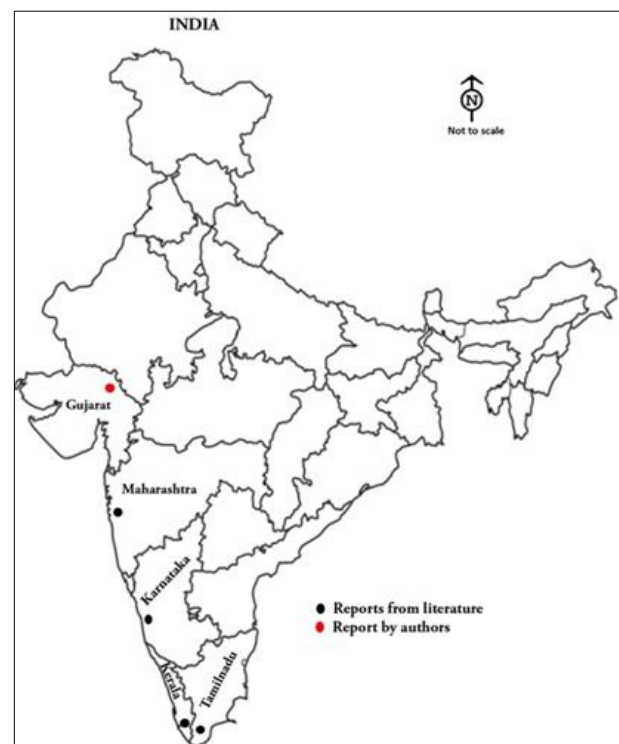 INDIA
N
Not to scale
Gujarat
Maharashtra
Karnataka
Kerala
Tamilnadu
Reports from literature
Report by authors